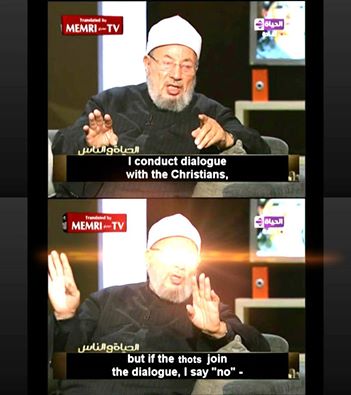 Translated by
MEMRI TV
الحياة
الحياة والناس
I conduct dialogue
with the Christians,
Translated by
MEMRI TV
الحياة
الحياة والناس
but if the thots join
the dialogue, I say "no" -